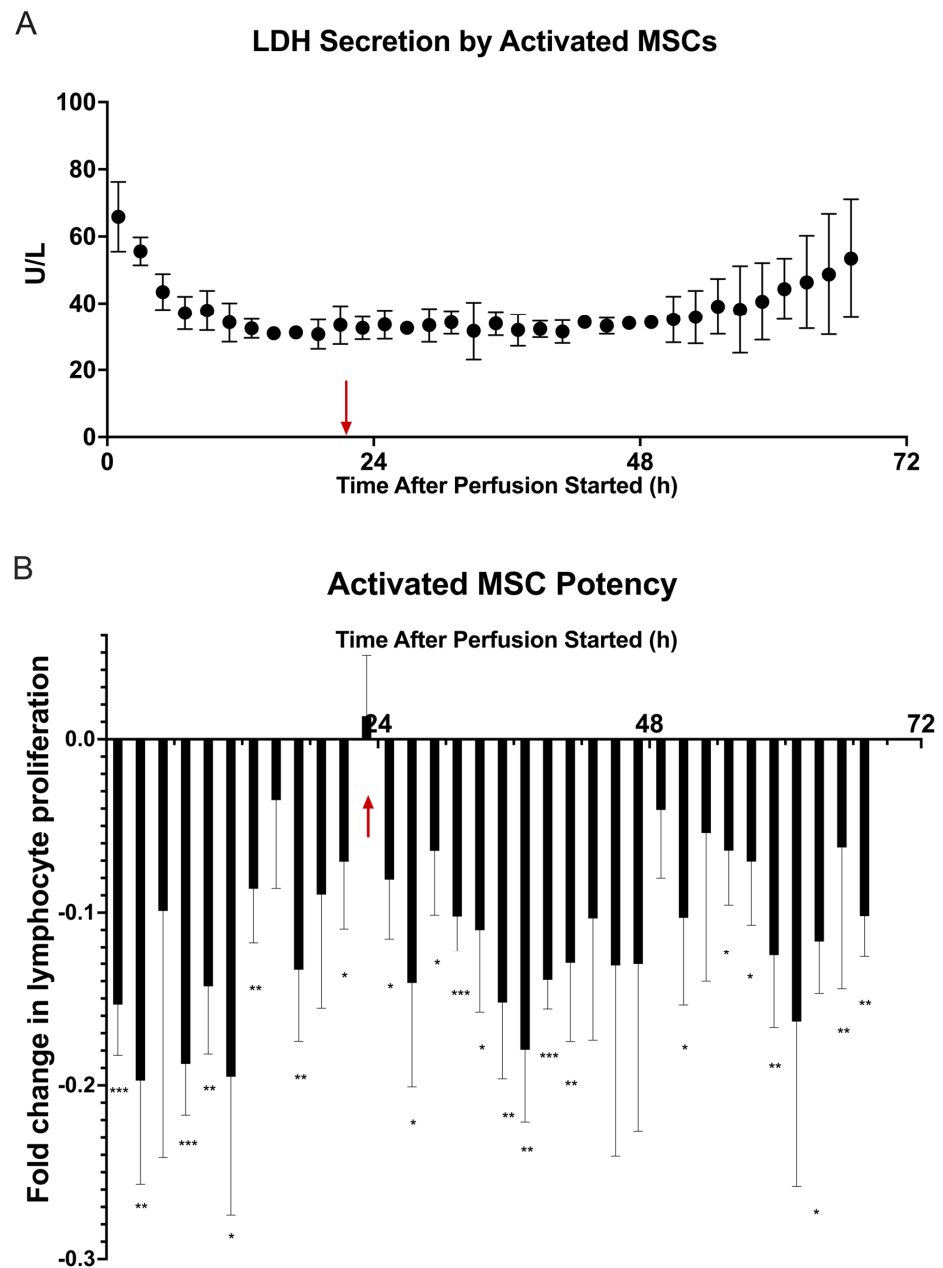 A
LDH Secretion by Activated MSCs
100
80
60
40
20
0
U/L
0 24 48 72
Time After Perfusion Started (h)
B
Activated MSC Potency
Time After Perfusion Started (h)
24 48 72
0.0
-0.1
-0.2
-0.3
Fold change in lymphocyte proliferation
*** ** *** ** * ** ** * * * * *** * ** ** *** ** * * * ** * ** **